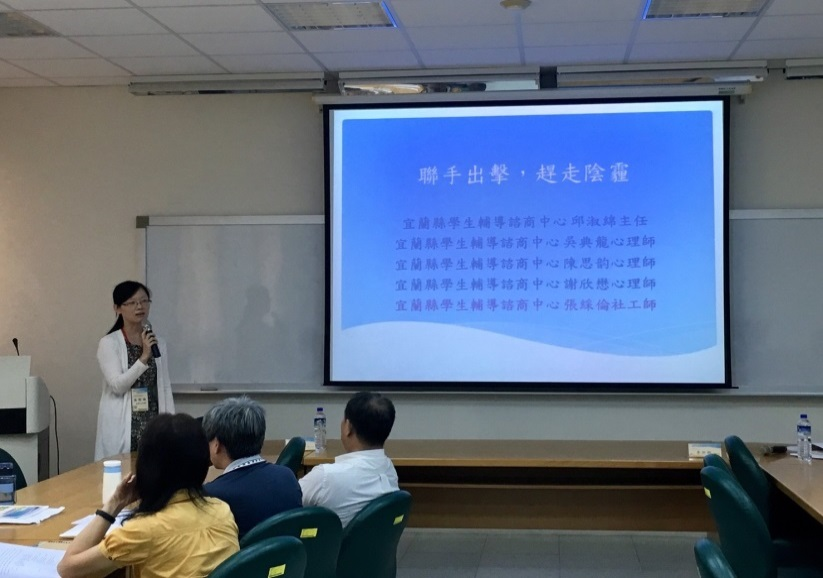 聯手出擊，趕走陰霾
宜蘭縣學生輔導諮商中心邱淑綿主任
宜蘭縣學生輔導諮商中心吳典龍心理師
宜蘭縣學生輔導諮商中心陳思韵心理師
宜蘭縣學生輔導諮商中心謝欣懋心理師
宜蘭縣學生輔導諮商中心張綵倫社工師